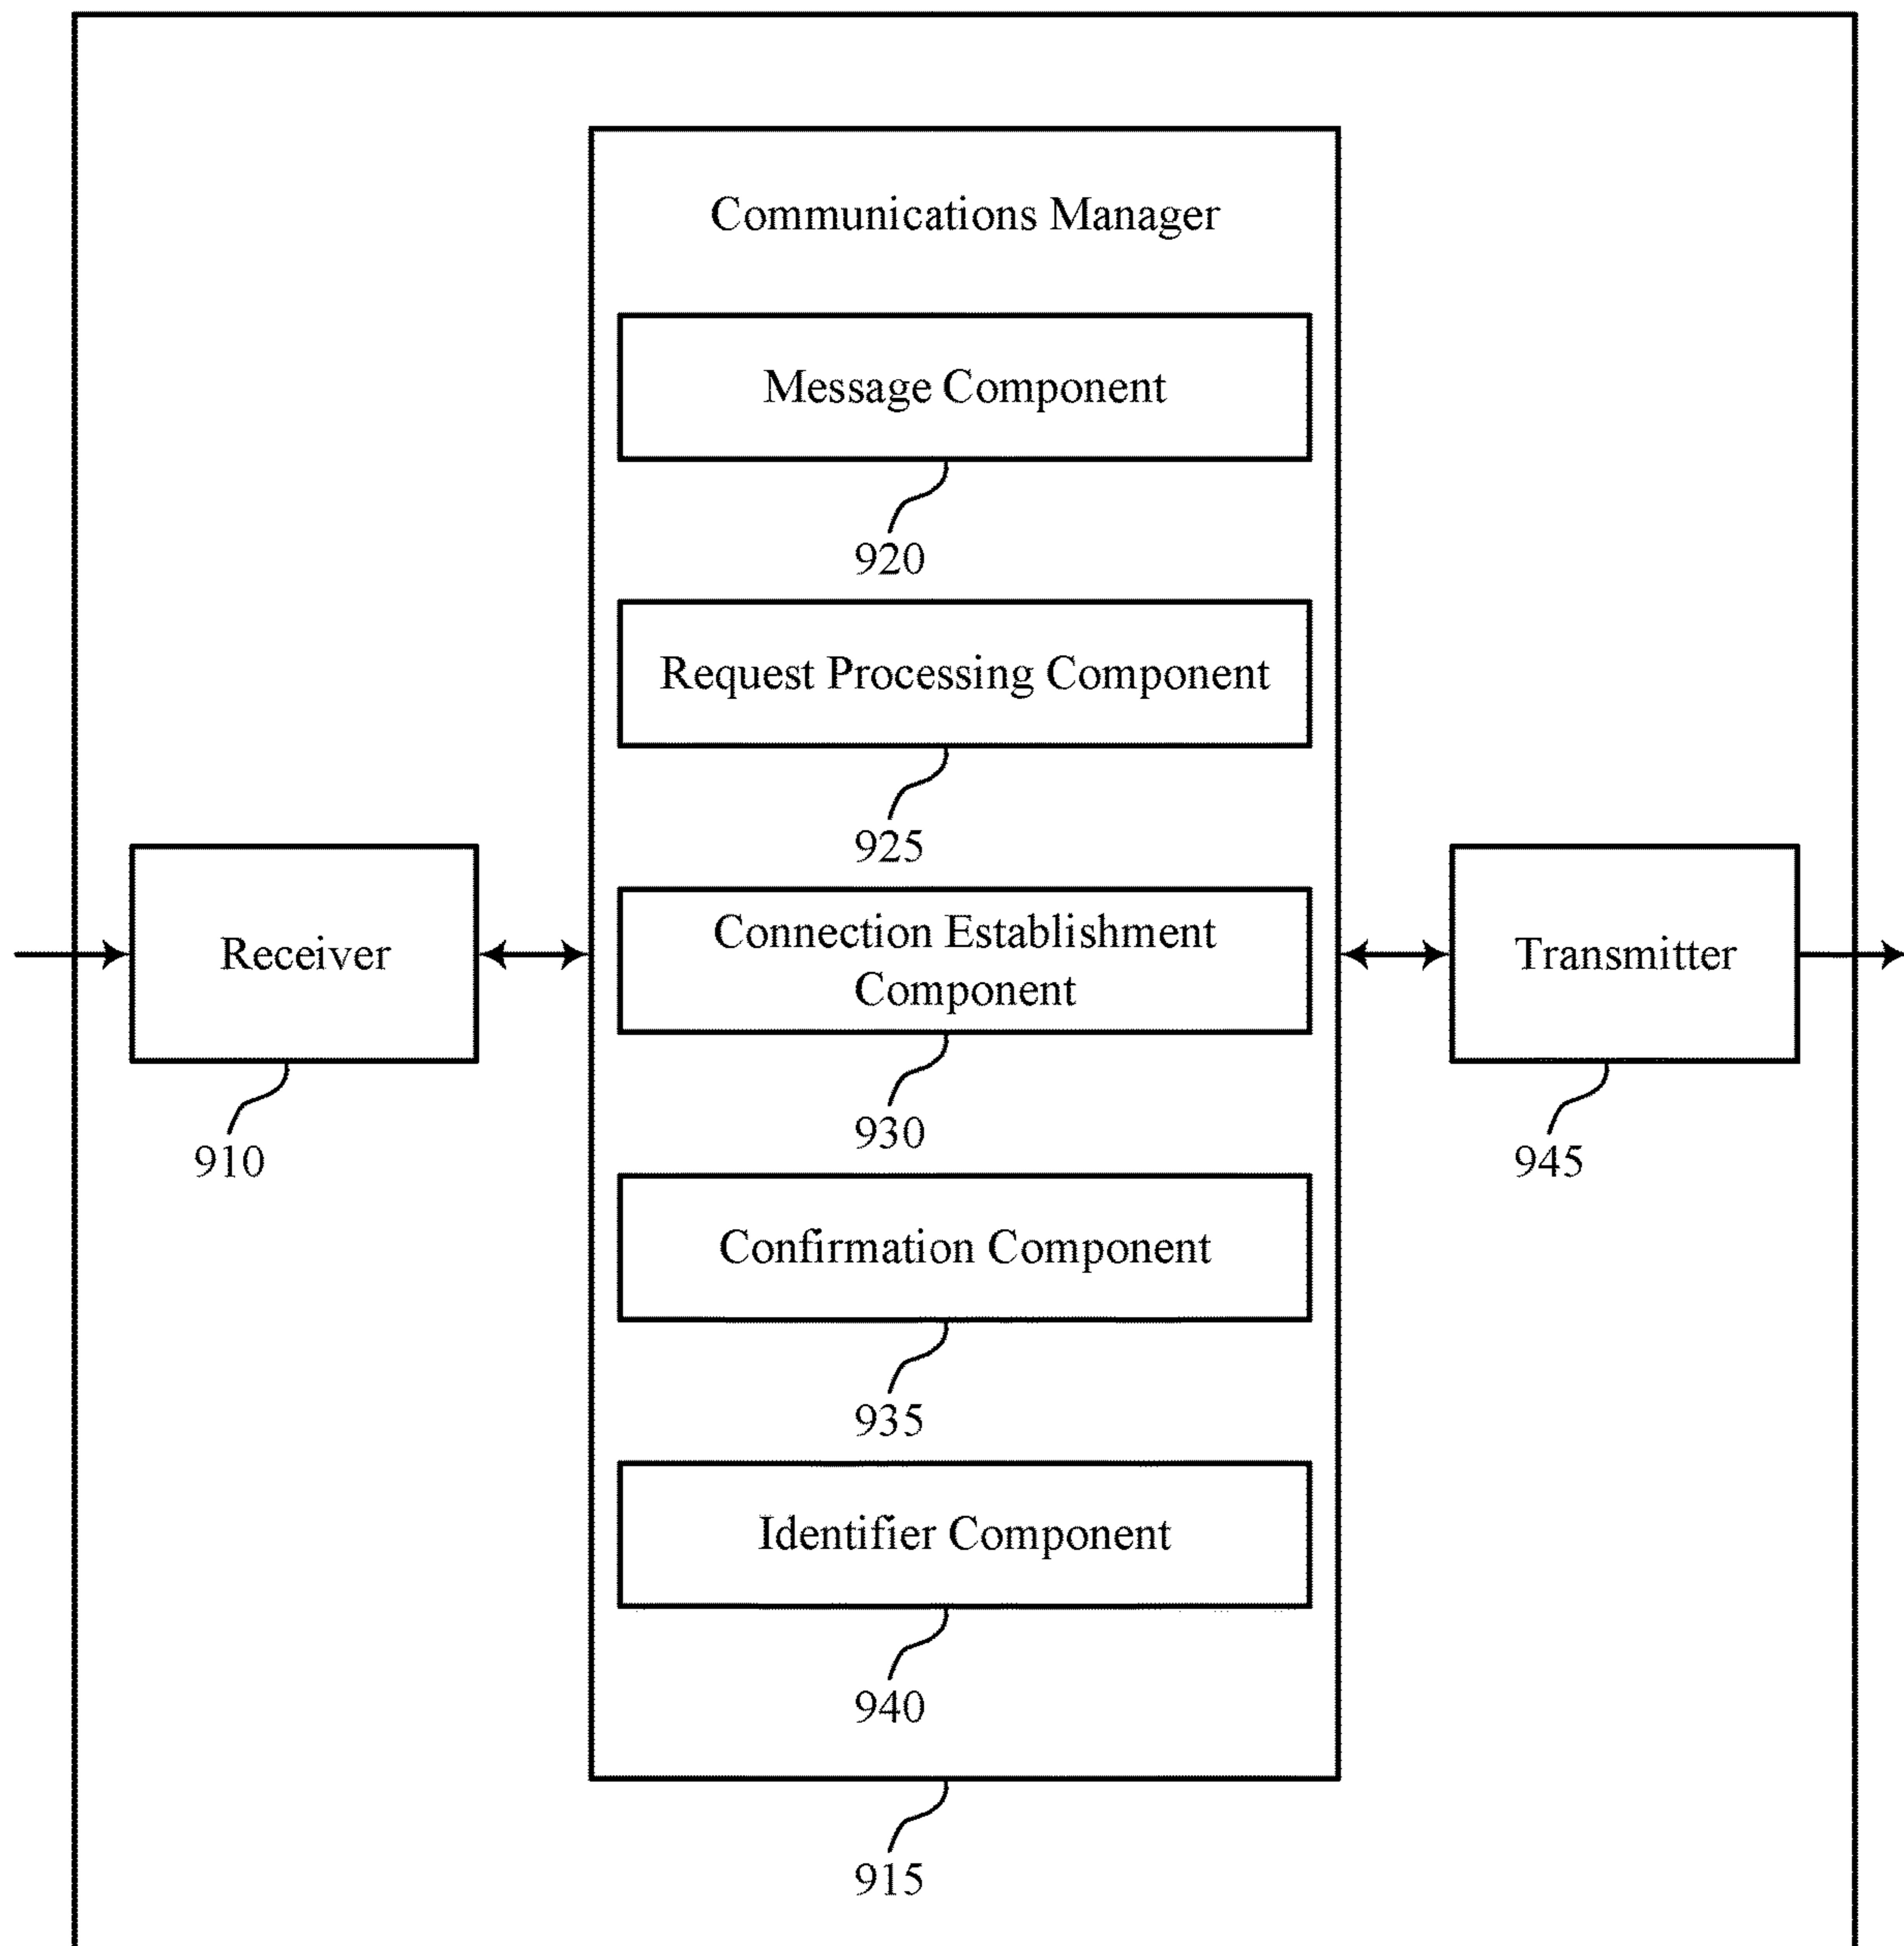 Communications Manager
Message Component
920
Request Processing Component
925
Receiver
910
Connection Establishment
Component
930
Transmitter
945
Confirmation Component
935
Identifier Component
940
915